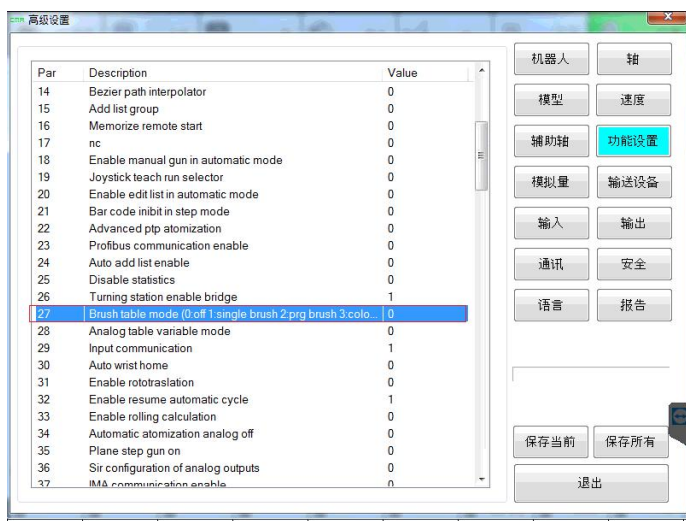 cma 高级设置
Par Description Value
14 Bezier path interpolator 0
15 Add list group 0
16 Memorize remote start 0
17 nc 0
18 Enable manual gun in automatic mode 0
19 Joystick teach run selector 0
20 Enable edit list in automatic mode 0
21 Bar code inibit in step mode 0
22 Advanced ptp atomization 0
23 Profibus communication enable 0
24 Auto add list enable 0
25 Disable statistics 0
26 Turning station enable bridge 1
27 Brush table mode (0:off 1:single brush 2:prg brush 3:colo... 0
28 Analog table variable mode 0
29 Input communication 1
30 Auto wrist home 0
31 Enable rototraslation 0
32 Enable resume automatic cycle 1
33 Enable rolling calculation 0
34 Automatic atomization analog off 0
35 Plane step gun on 0
36 Sir configuration of analog outputs 0
37 IMA communication enable 0
机器人 轴
模型 速度
辅助轴 功能设置
模拟量 输送设备
输入 输出
通讯 安全
语言 报告
保存当前 保存所有
退出